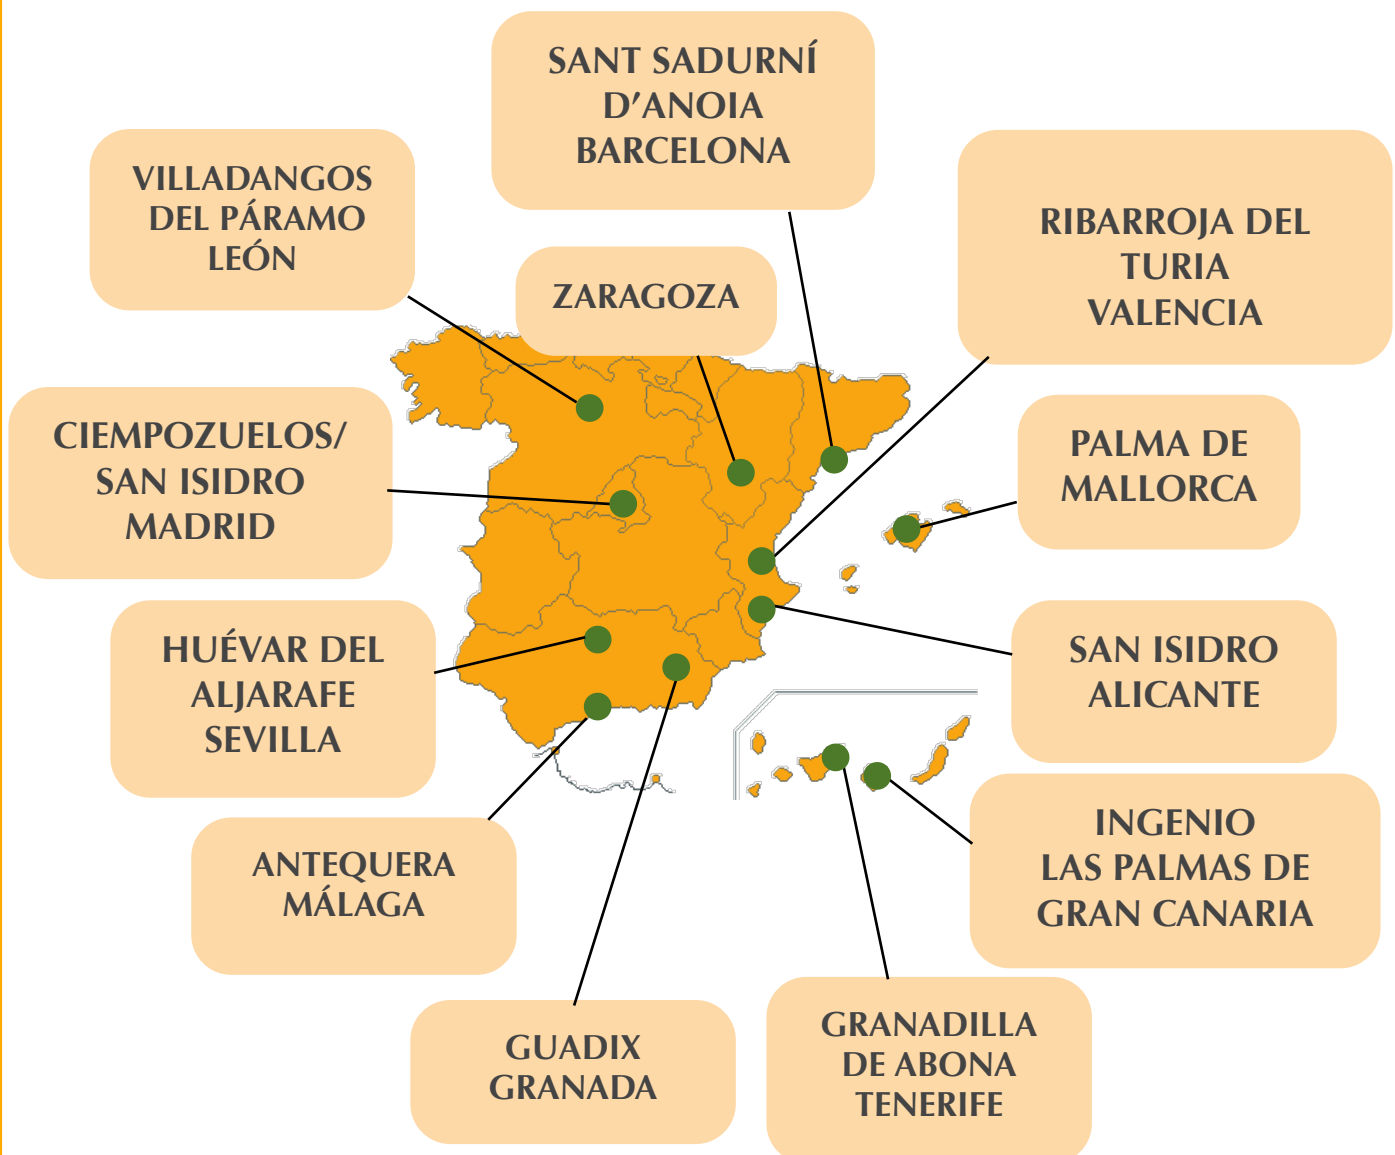 SANT SADURNÍ
D’ANOIA
BARCELONA
VILLADANGOS
DEL PÁRAMO
LEÓN
RIBARROJA DEL
TURIA
VALENCIA
ZARAGOZA
CIEMPOZUELOS/
SAN ISIDRO
MADRID
PALMA DE
MALLORCA
HUÉVAR DEL
ALJARAFE
SEVILLA
SAN ISIDRO
ALICANTE
ANTEQUERA
MÁLAGA
INGENIO
LAS PALMAS DE
GRAN CANARIA
GUADIX
GRANADA
GRANADILLA
DE ABONA
TENERIFE